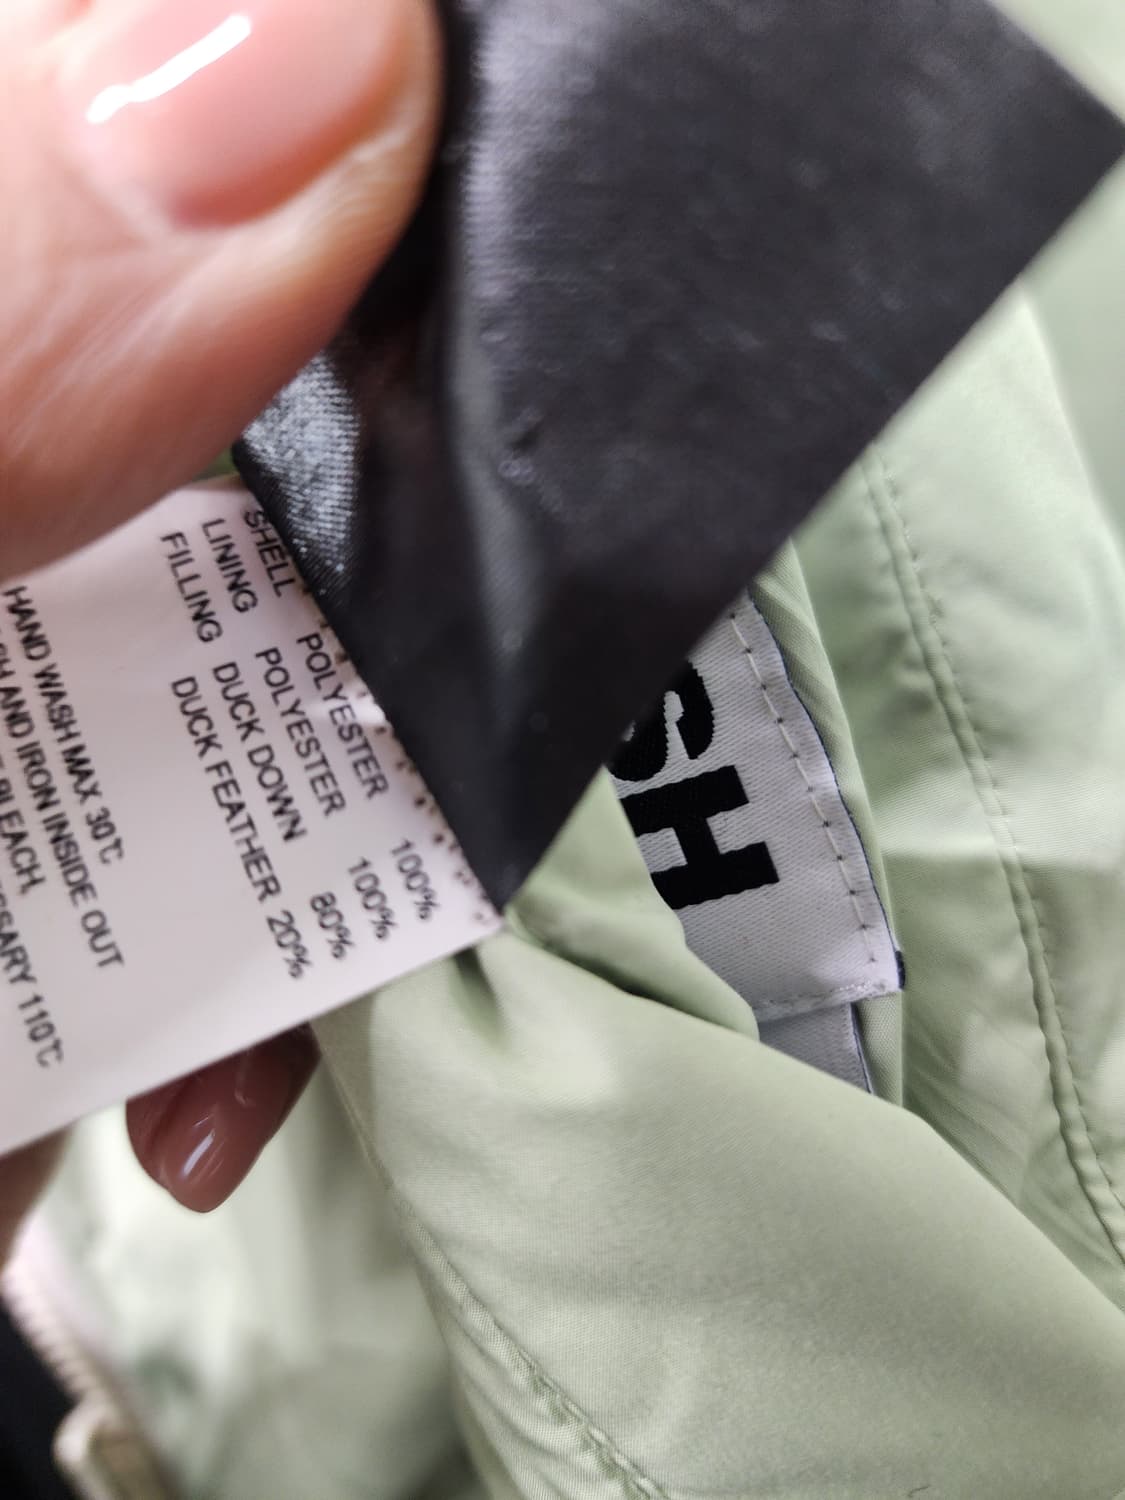 SHELL POLYESTER 100%
LINING POLYESTER 100%
FILLING DUCK DOWN 80%
DUCK FEATHER 20%
HAND WASH MAX 30℃
AND IRON INSIDE OUT
BLEACH,
110℃
SH